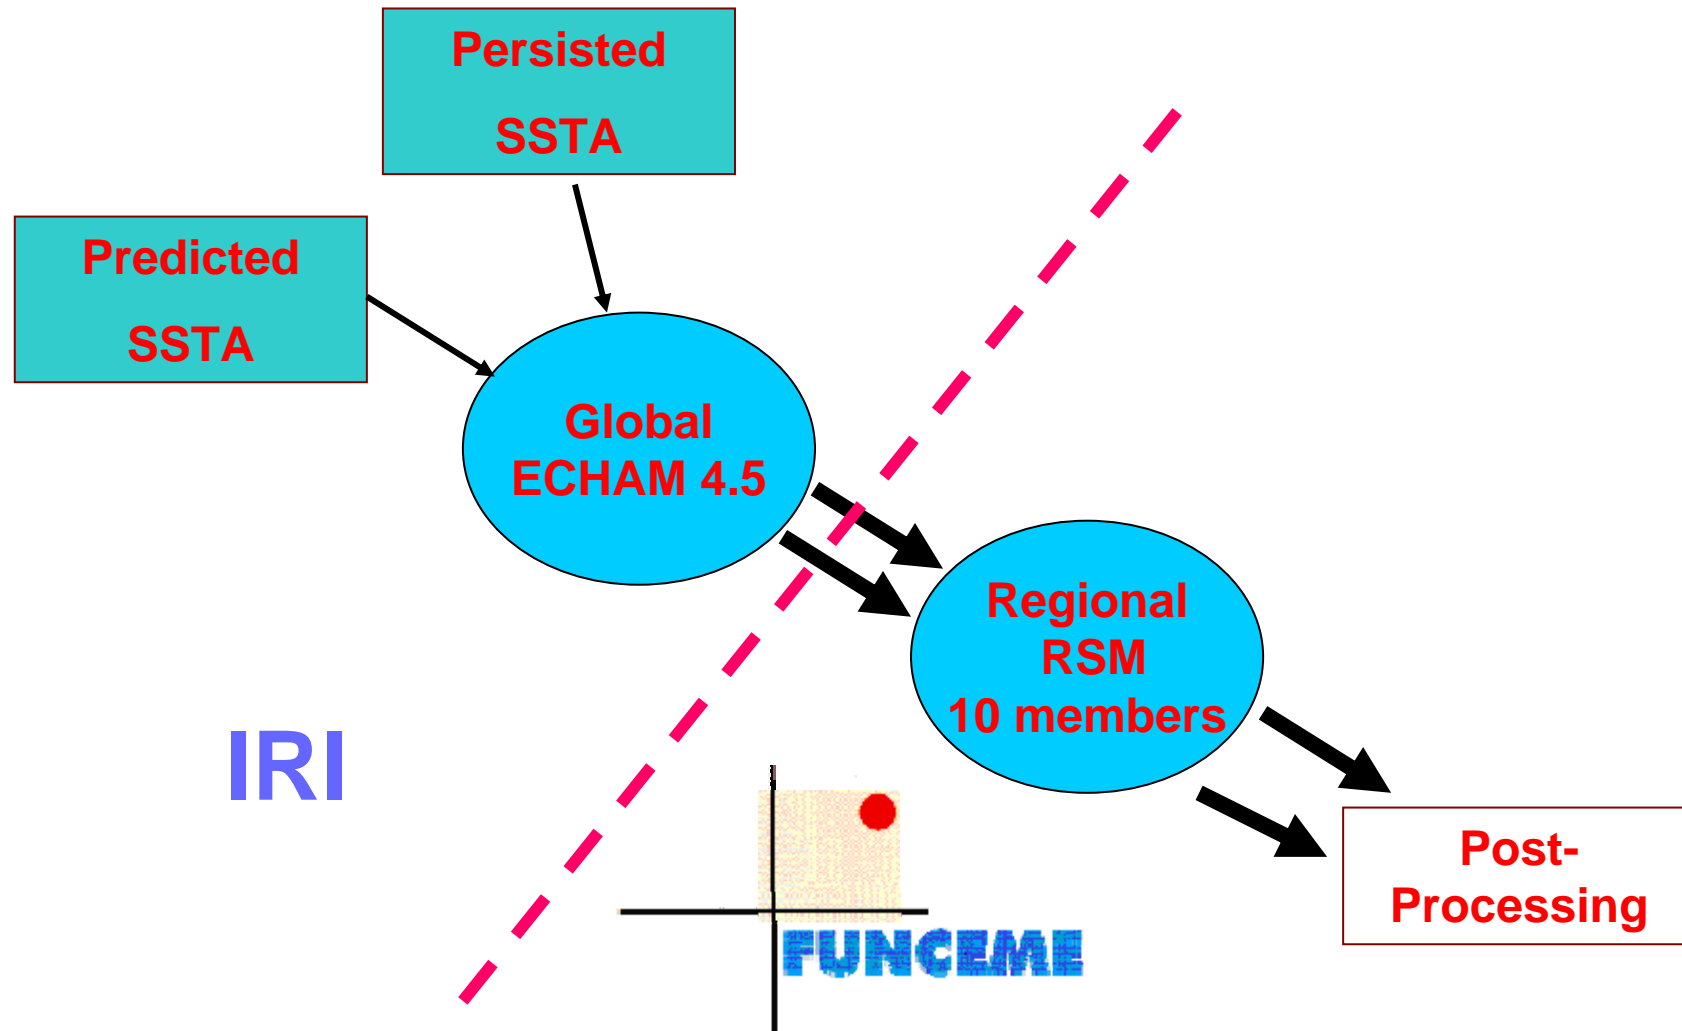 Persisted
SSTA
Predicted
SSTA
Global
ECHAM 4.5
Regional
RSM
10 members
IRI
Post-
Processing
FUNCEME